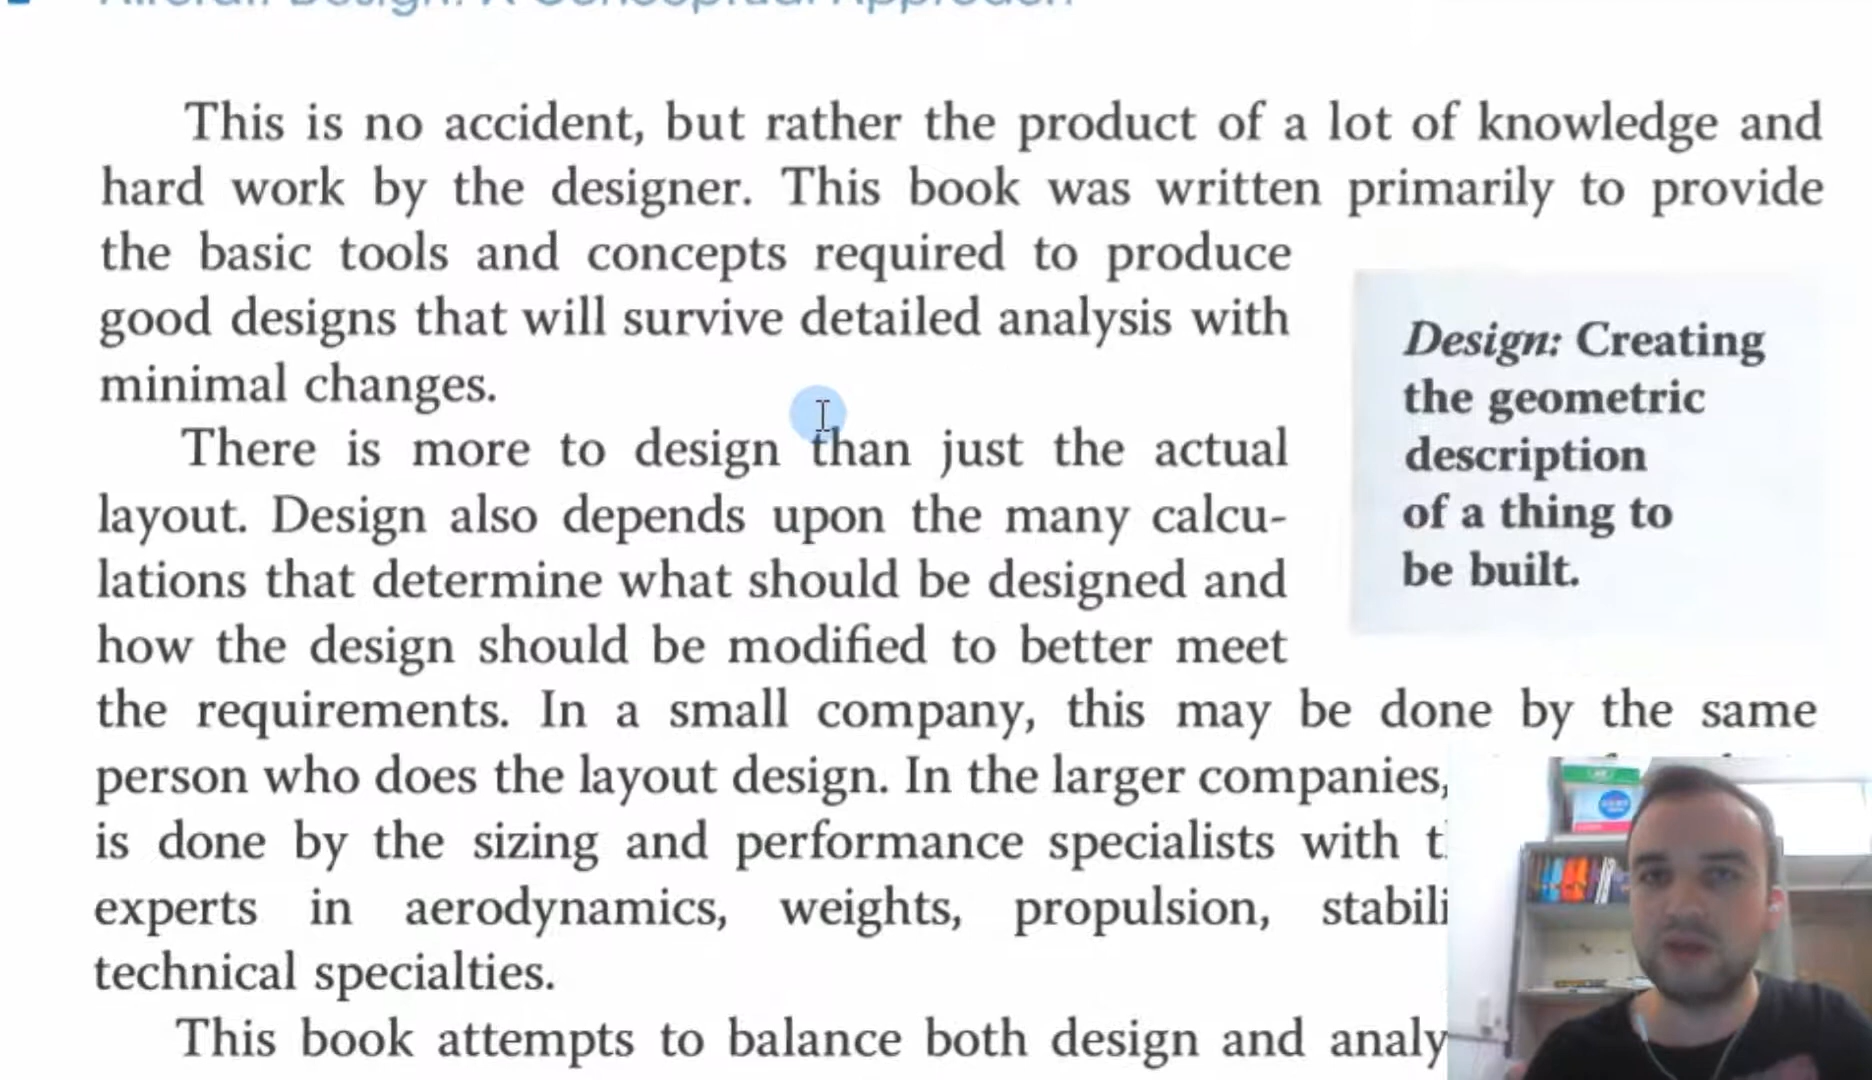 Aircraft Design: A Conceptual Approach
This is no accident, but rather the product of a lot of knowledge and
hard work by the designer. This book was written primarily to provide
the basic tools and concepts required to produce
good designs that will survive detailed analysis with
minimal changes.
Design: Creating
the geometric
description
of a thing to
be built.
There is more to design than just the actual
layout. Design also depends upon the many calcu-
lations that determine what should be designed and
how the design should be modified to better meet
the requirements. In a small company, this may be done by the same
person who does the layout design. In the larger companies,
is done by the sizing and performance specialists with
experts in aerodynamics, weights, propulsion,
technical specialties.
This book attempts to balance both design and